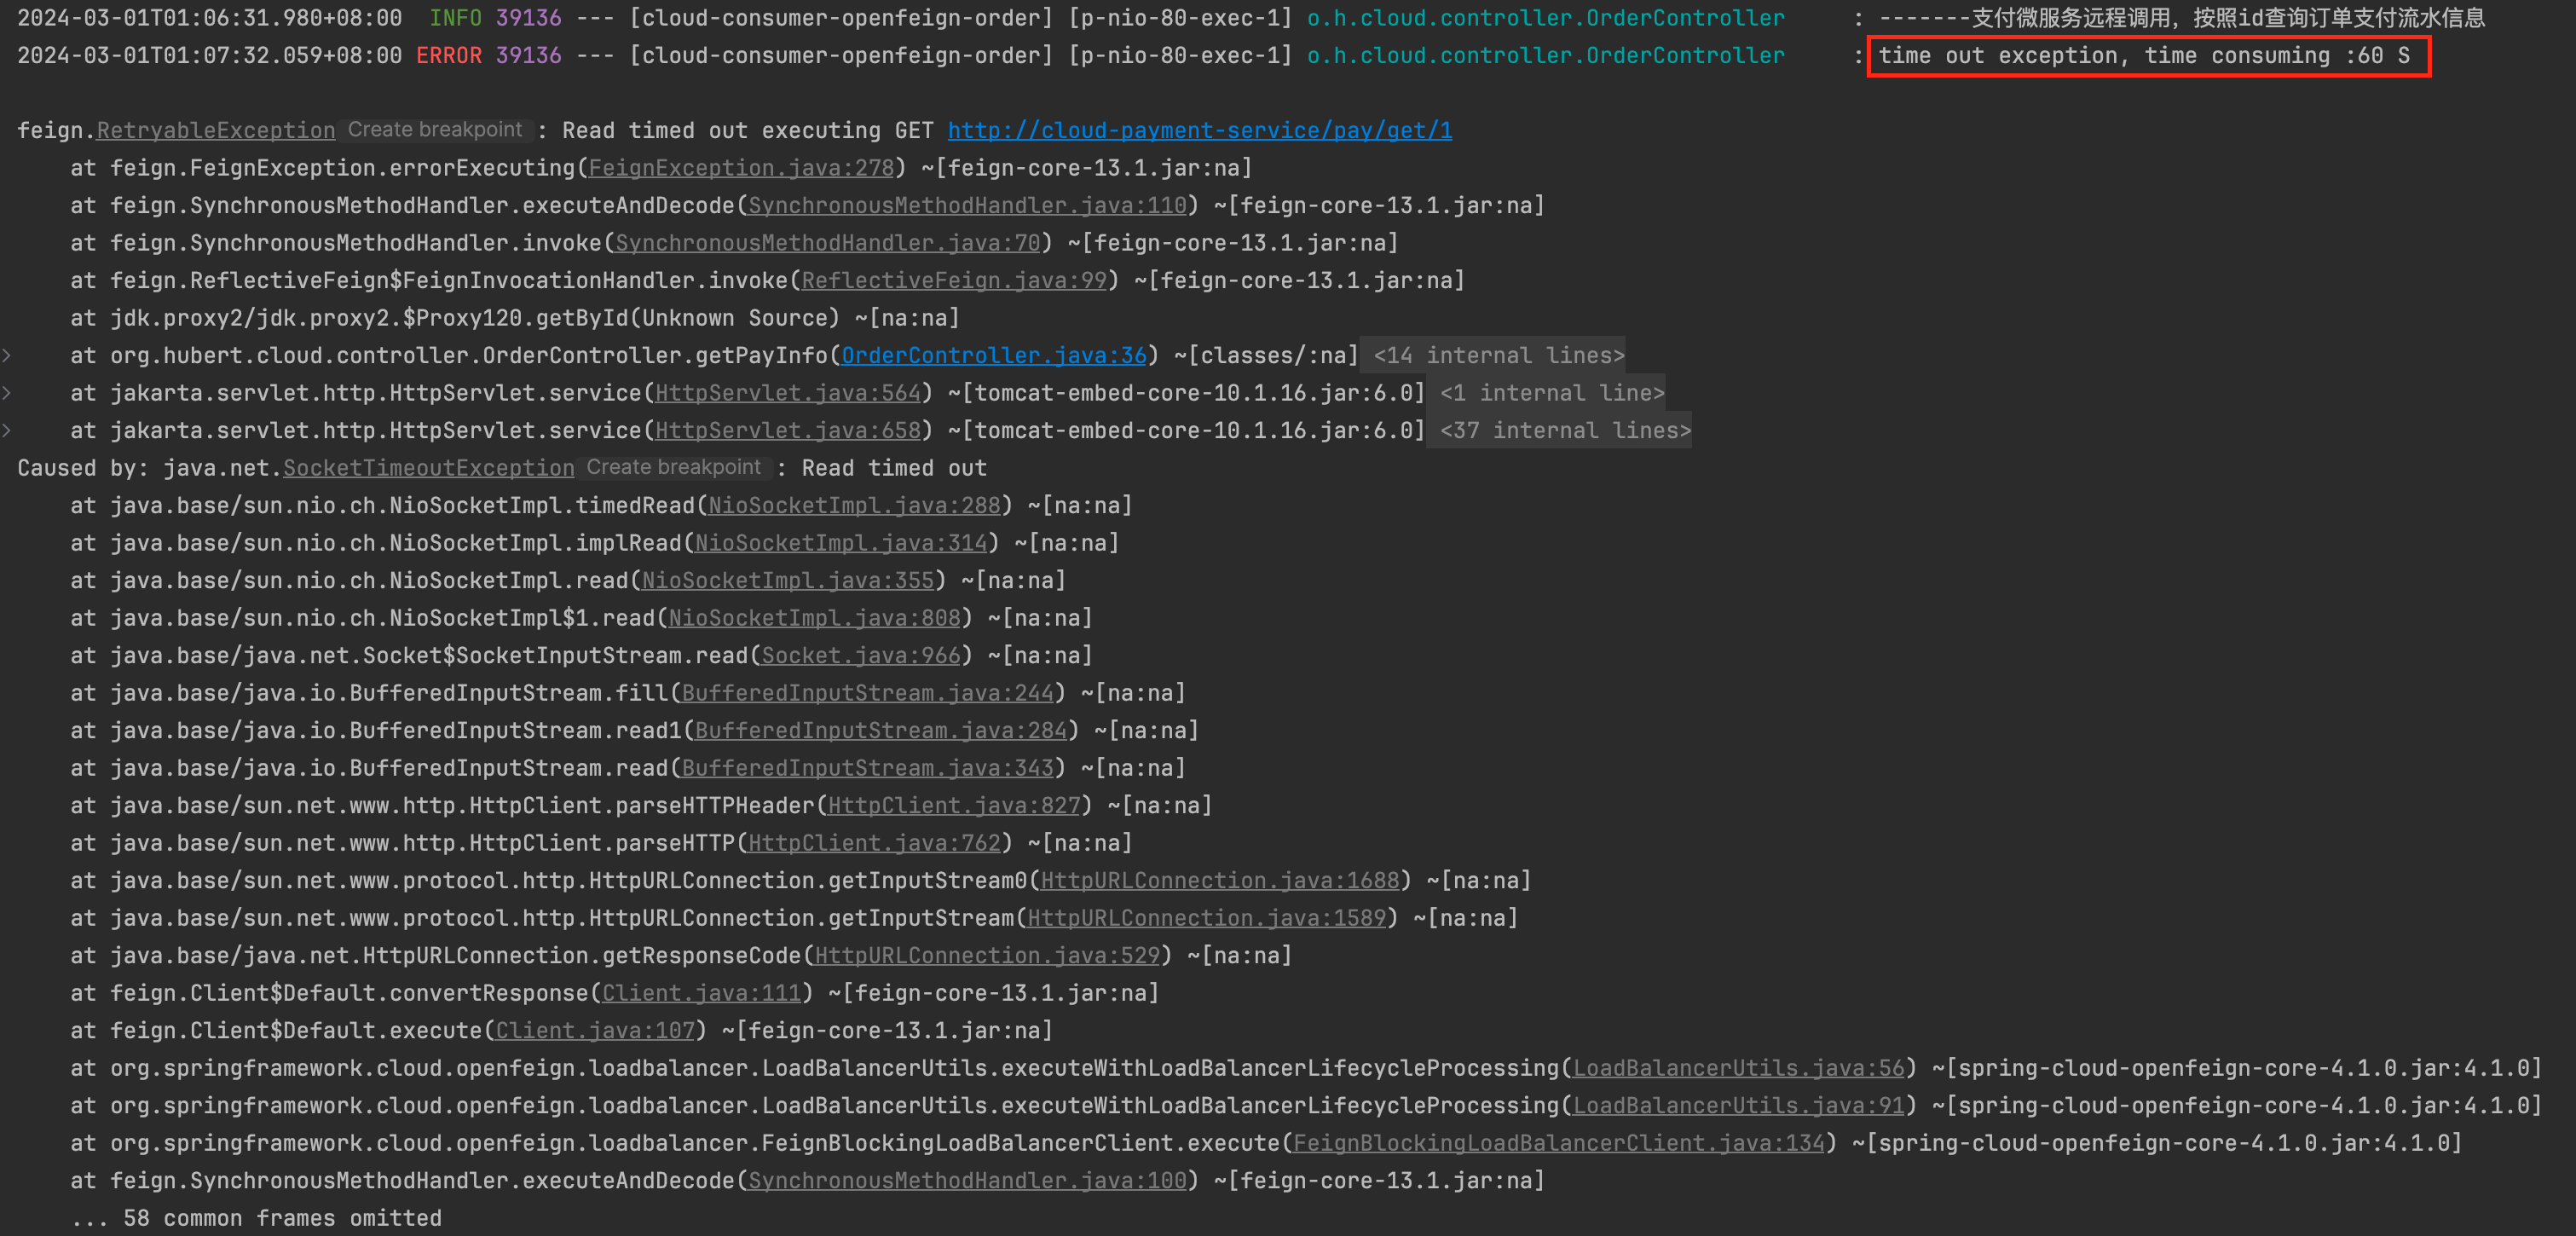 2024-03-01T01:06:31.980+08:00  INFO 39136 --- [cloud-consumer-openfeign-order] [p-nio-80-exec-1] o.h.cloud.controller.OrderController     : -------支付微服务远程调用，按照id查询订单支付流水信息
2024-03-01T01:07:32.059+08:00 ERROR 39136 --- [cloud-consumer-openfeign-order] [p-nio-80-exec-1] o.h.cloud.controller.OrderController     : time out exception, time consuming :60 S
feign.RetryableException Create breakpoint : Read timed out executing GET http://cloud-payment-service/pay/get/1
    at feign.FeignException.errorExecuting(FeignException.java:278) ~[feign-core-13.1.jar:na]
    at feign.SynchronousMethodHandler.executeAndDecode(SynchronousMethodHandler.java:110) ~[feign-core-13.1.jar:na]
    at feign.SynchronousMethodHandler.invoke(SynchronousMethodHandler.java:70) ~[feign-core-13.1.jar:na]
    at feign.ReflectiveFeign$FeignInvocationHandler.invoke(ReflectiveFeign.java:99) ~[feign-core-13.1.jar:na]
    at jdk.proxy2/jdk.proxy2.$Proxy120.getById(Unknown Source) ~[na:na]
    at org.hubert.cloud.controller.OrderController.getPayInfo(OrderController.java:36) ~[classes/:na] <14 internal lines>
    at jakarta.servlet.http.HttpServlet.service(HttpServlet.java:564) ~[tomcat-embed-core-10.1.16.jar:6.0] <1 internal line>
    at jakarta.servlet.http.HttpServlet.service(HttpServlet.java:658) ~[tomcat-embed-core-10.1.16.jar:6.0] <37 internal lines>
Caused by: java.net.SocketTimeoutException Create breakpoint : Read timed out
    at java.base/sun.nio.ch.NioSocketImpl.timedRead(NioSocketImpl.java:288) ~[na:na]
    at java.base/sun.nio.ch.NioSocketImpl.implRead(NioSocketImpl.java:314) ~[na:na]
    at java.base/sun.nio.ch.NioSocketImpl.read(NioSocketImpl.java:355) ~[na:na]
    at java.base/sun.nio.ch.NioSocketImpl$1.read(NioSocketImpl.java:808) ~[na:na]
    at java.base/java.net.Socket$SocketInputStream.read(Socket.java:966) ~[na:na]
    at java.base/java.io.BufferedInputStream.fill(BufferedInputStream.java:244) ~[na:na]
    at java.base/java.io.BufferedInputStream.read1(BufferedInputStream.java:284) ~[na:na]
    at java.base/java.io.BufferedInputStream.read(BufferedInputStream.java:343) ~[na:na]
    at java.base/sun.net.www.http.HttpClient.parseHTTPHeader(HttpClient.java:827) ~[na:na]
    at java.base/sun.net.www.http.HttpClient.parseHTTP(HttpClient.java:762) ~[na:na]
    at java.base/sun.net.www.protocol.http.HttpURLConnection.getInputStream0(HttpURLConnection.java:1688) ~[na:na]
    at java.base/sun.net.www.protocol.http.HttpURLConnection.getInputStream(HttpURLConnection.java:1589) ~[na:na]
    at java.base/java.net.HttpURLConnection.getResponseCode(HttpURLConnection.java:529) ~[na:na]
    at feign.Client$Default.convertResponse(Client.java:111) ~[feign-core-13.1.jar:na]
    at feign.Client$Default.execute(Client.java:107) ~[feign-core-13.1.jar:na]
    at org.springframework.cloud.openfeign.loadbalancer.LoadBalancerUtils.executeWithLoadBalancerLifecycleProcessing(LoadBalancerUtils.java:56) ~[spring-cloud-openfeign-core-4.1.0.jar:4.1.0]
    at org.springframework.cloud.openfeign.loadbalancer.LoadBalancerUtils.executeWithLoadBalancerLifecycleProcessing(LoadBalancerUtils.java:91) ~[spring-cloud-openfeign-core-4.1.0.jar:4.1.0]
    at org.springframework.cloud.openfeign.loadbalancer.FeignBlockingLoadBalancerClient.execute(FeignBlockingLoadBalancerClient.java:134) ~[spring-cloud-openfeign-core-4.1.0.jar:4.1.0]
    at feign.SynchronousMethodHandler.executeAndDecode(SynchronousMethodHandler.java:100) ~[feign-core-13.1.jar:na]
    ... 58 common frames omitted